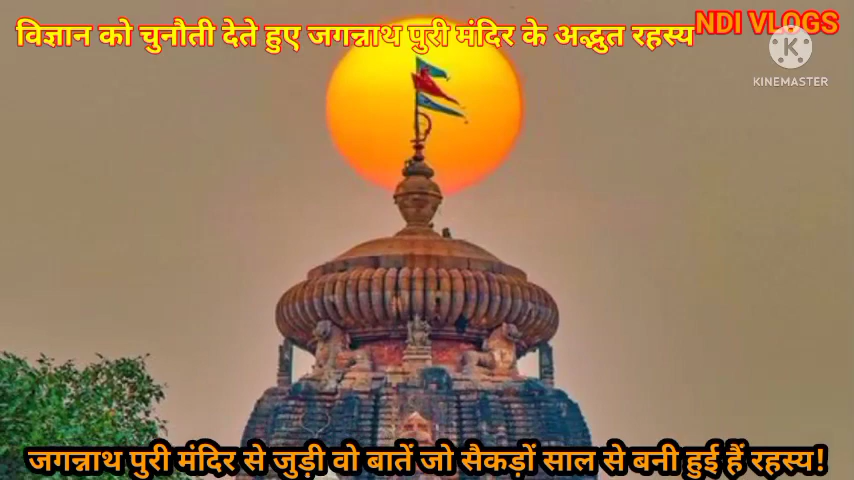 विज्ञान को चुनौती देते हुए जगन्नाथ पुरी मंदिर के अद्भुत रहस्य
NDI VLOGS
K
KINEMASTER
जगन्नाथ पुरी मंदिर से जुड़ी वो बातें जो सैकड़ों साल से बनी हुई हैं रहस्य!